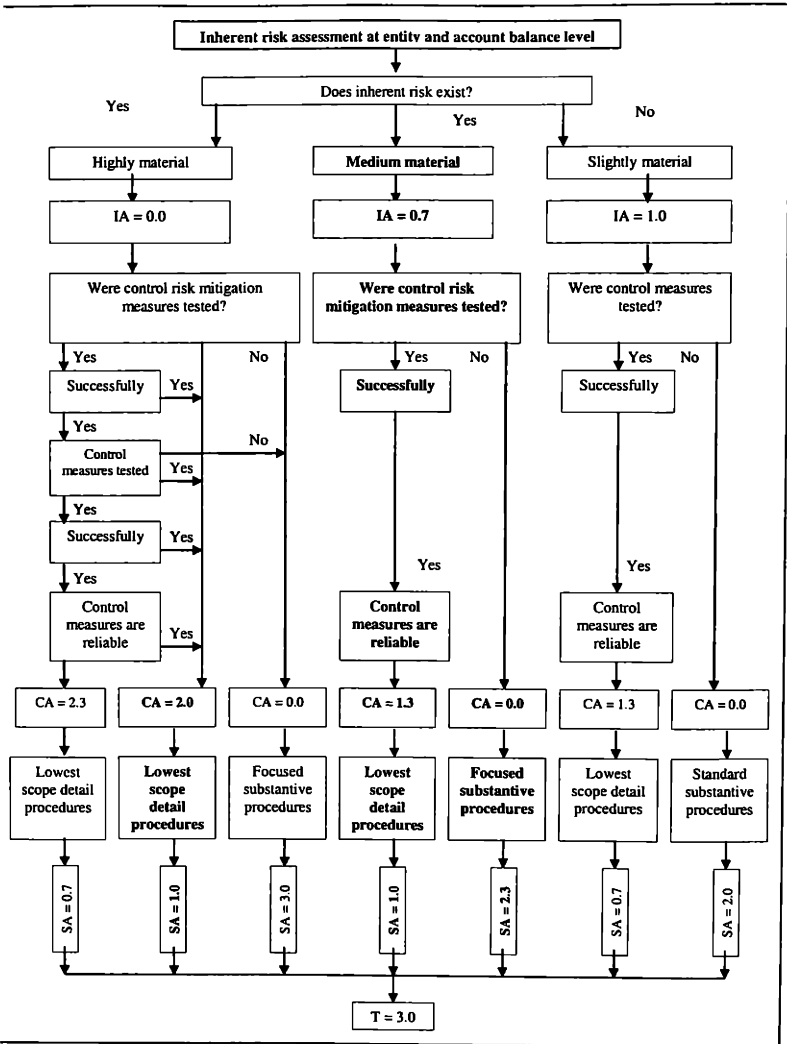 Inherent risk assessment at entity and account balance level
Does inherent risk exist?
Yes
Yes
No
Highly material
Medium material
Slightly material
IA = 0.0
IA = 0.7
IA = 1.0
Were control risk mitigation
measures tested?
Were control risk
mitigation measures tested?
Were control measures
tested?
Yes
No
Yes
No
Yes
No
Successfully
Yes
Successfully
Successfully
Yes
No
Control
measures tested
Yes
Yes
Successfully
Yes
Yes
Yes
Yes
Control
measures are
reliable
Yes
Control
measures are
reliable
Control
measures are
reliable
CA = 2.3
CA = 2.0
CA = 0.0
CA = 1.3
CA = 0.0
CA = 1.3
CA = 0.0
Lowest
scope detail
procedures
Lowest
scope
detail
procedures
Focused
substantive
procedures
Lowest
scope
detail
procedures
Focused
substantive
procedures
Lowest
scope detail
procedures
Standard
substantive
procedures
SA = 0.7
SA = 1.0
SA = 3.0
SA = 1.0
SA = 2.3
SA = 0.7
SA = 2.0
T = 3.0